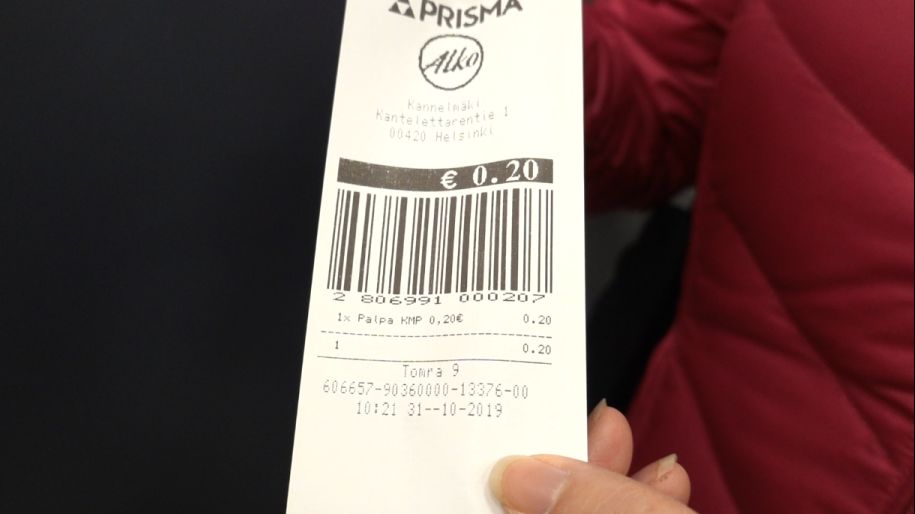 PRISMA
Alko
Kannelmäki
Kantelettarentie 1
00420 Helsinki
€ 0.20
2 806991 000207
1x Palpa KMP 0,20€ 0.20
1 0.20
Tomra 9
606657-90360000-13376-00
10:21 31--10-2019